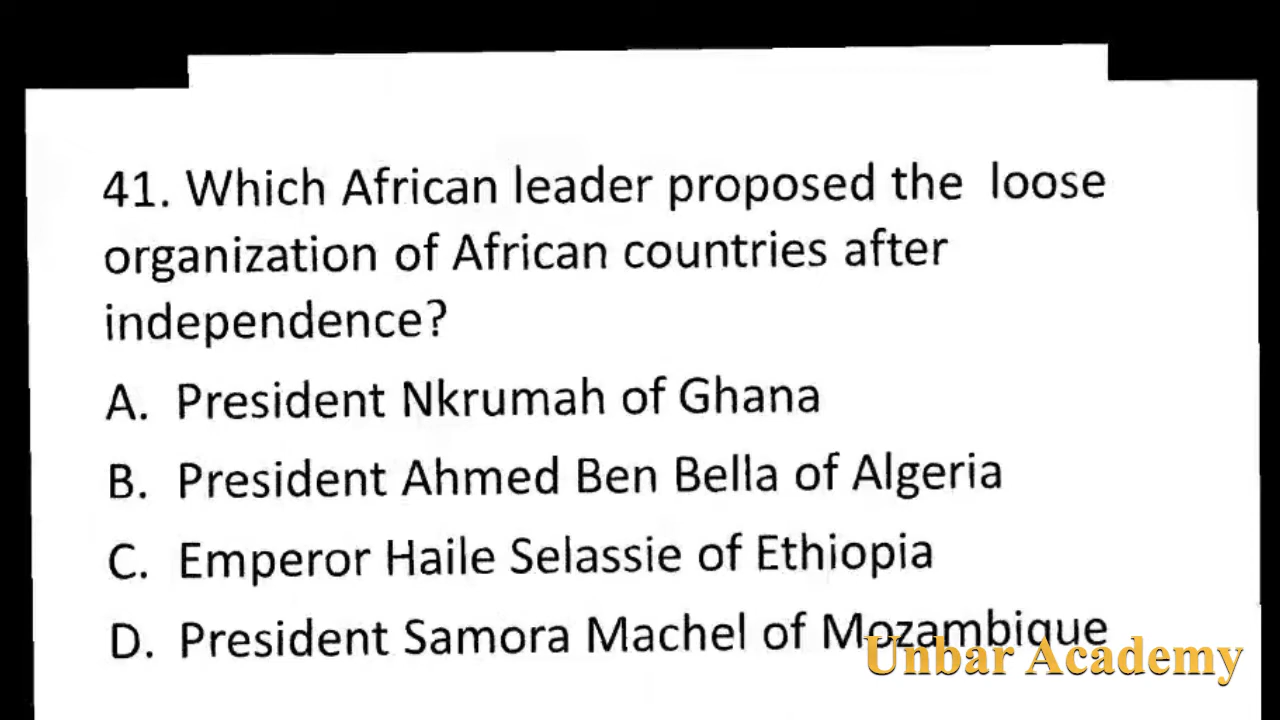 41. Which African leader proposed the loose
organization of African countries after
independence?
A. President Nkrumah of Ghana
B. President Ahmed Ben Bella of Algeria
C. Emperor Haile Selassie of Ethiopia
D. President Samora Machel of Mozambique
Unbar Academy